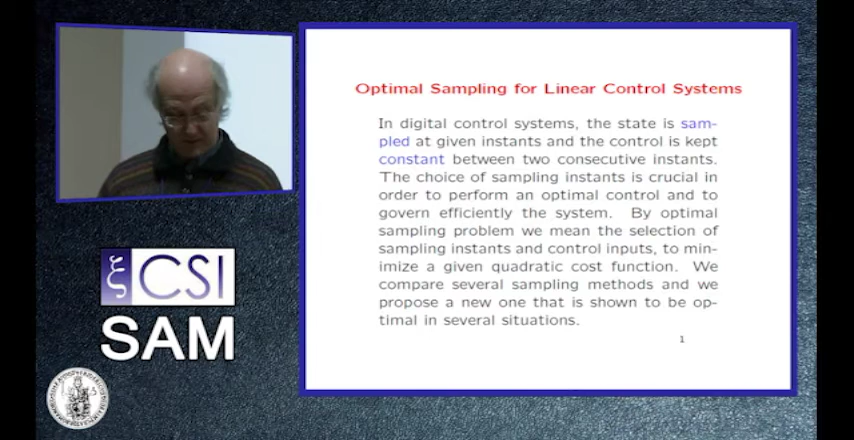 Optimal Sampling for Linear Control Systems
In digital control systems, the state is sam-
pled at given instants and the control is kept
constant between two consecutive instants.
The choice of sampling instants is crucial in
order to perform an optimal control and to
govern efficiently the system. By optimal
sampling problem we mean the selection of
sampling instants and control inputs, to min-
imize a given quadratic cost function. We
compare several sampling methods and we
propose a new one that is shown to be op-
timal in several situations.
1
ξ CSI
SAM